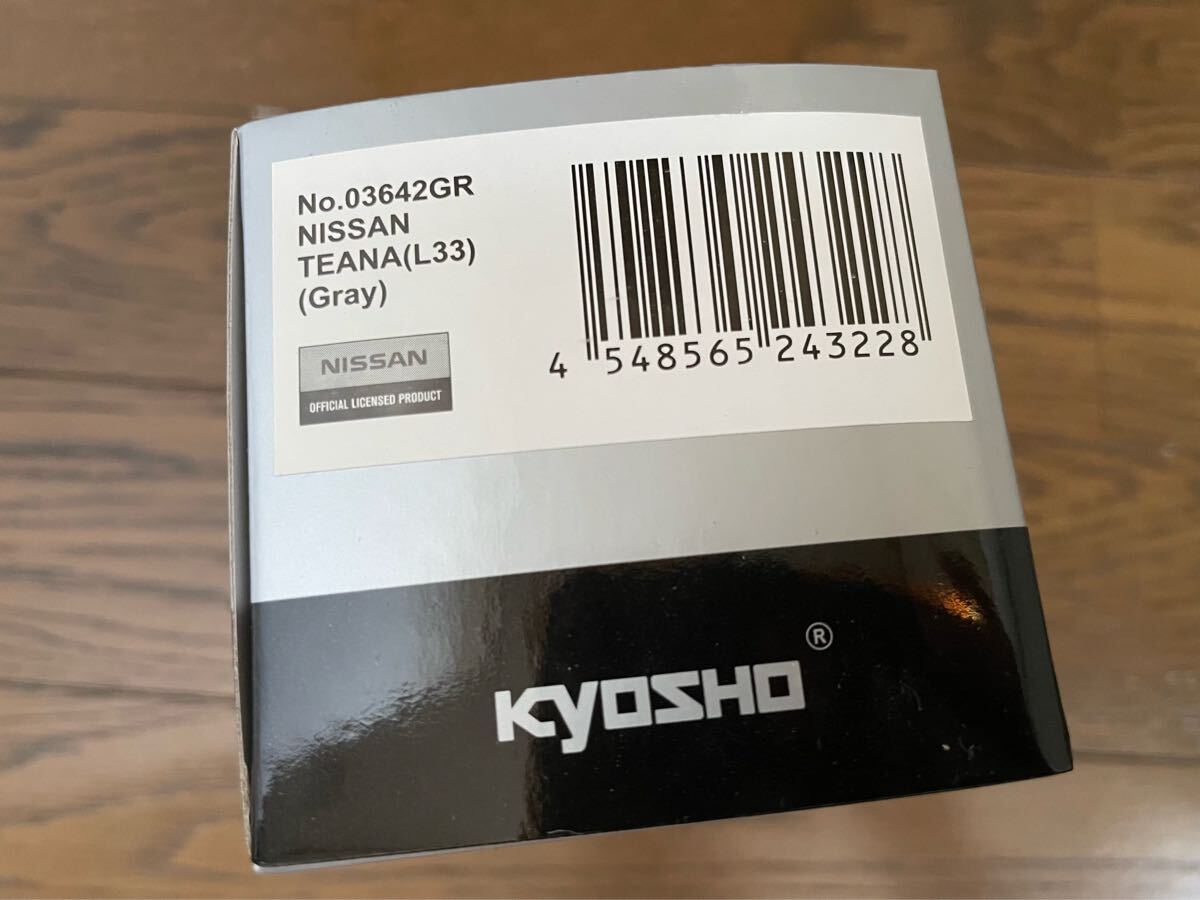 No.03642GR
NISSAN
TEANA(L33)
(Gray)
NISSAN
OFFICIAL LICENSED PRODUCT
4 548565 243228
KYOSHO ®